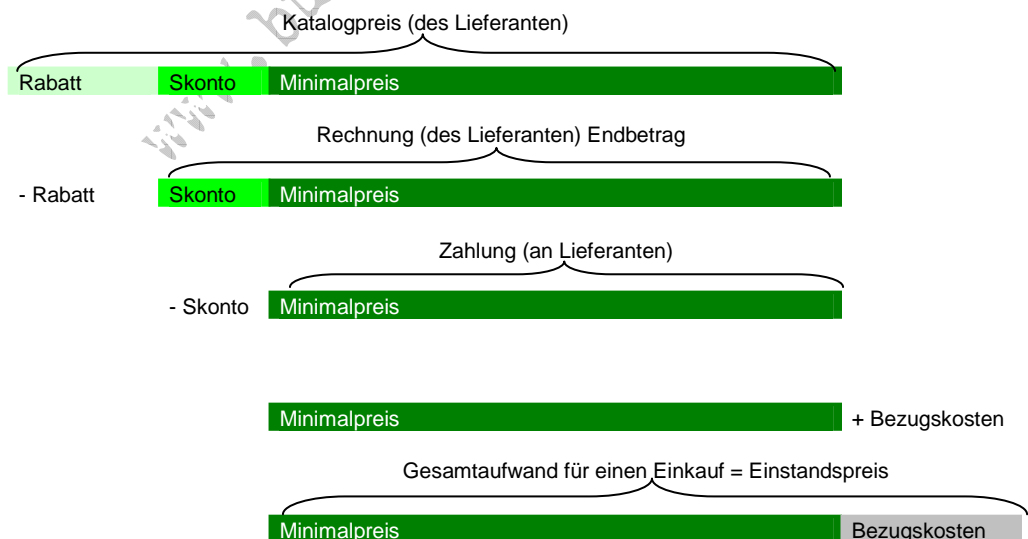 Katalogpreis (des Lieferanten)
Rabatt Skonto Minimalpreis
Rechnung (des Lieferanten) Endbetrag
- Rabatt Skonto Minimalpreis
Zahlung (an Lieferanten)
- Skonto Minimalpreis
Minimalpreis + Bezugskosten
Gesamtaufwand für einen Einkauf = Einstandspreis
Minimalpreis Bezugskosten
www.